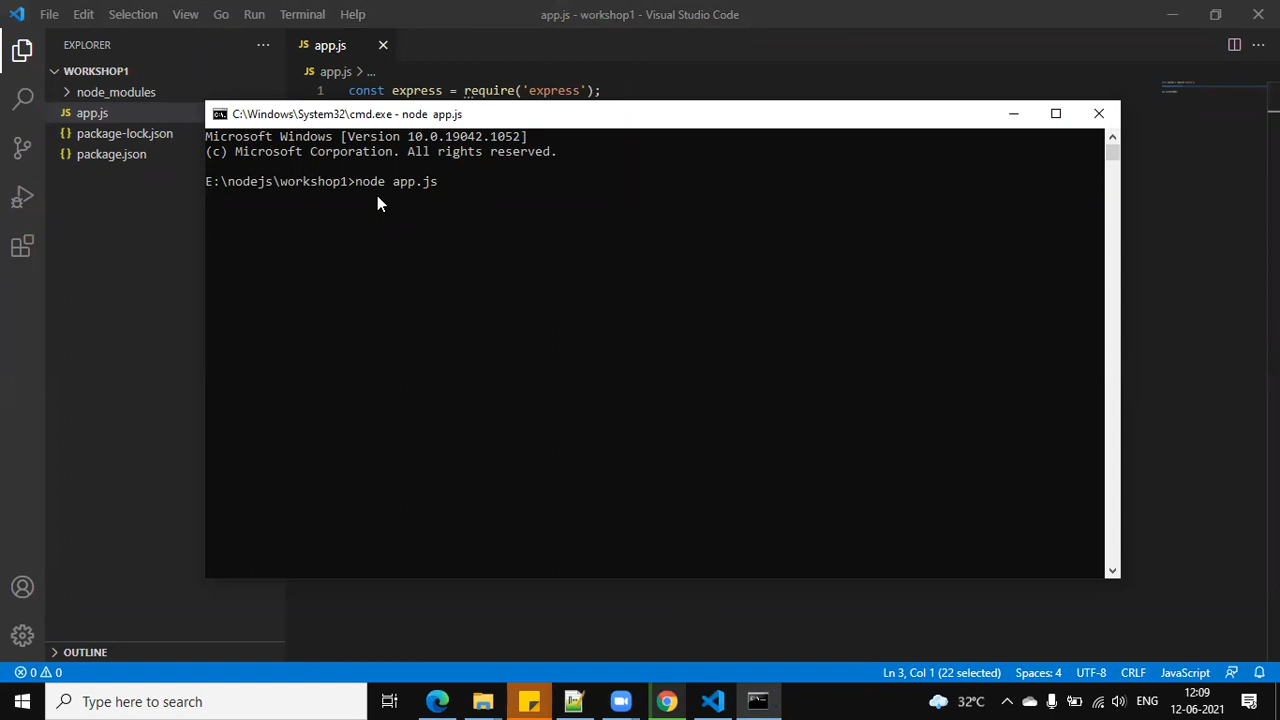 File Edit Selection View Go Run Terminal Help
app.js - workshop1 - Visual Studio Code
EXPLORER
WORKSHOP1
node_modules
JS app.js
package-lock.json
package.json
JS app.js
JS app.js > ...
1 const express = require('express');
C:\Windows\System32\cmd.exe - node app.js
Microsoft Windows [Version 10.0.19042.1052]
(c) Microsoft Corporation. All rights reserved.
E:\nodejs\workshop1>node app.js
OUTLINE
0 0
Ln 3, Col 1 (22 selected) Spaces: 4 UTF-8 CRLF JavaScript
Type here to search
32°C
ENG
12:09
12-06-2021